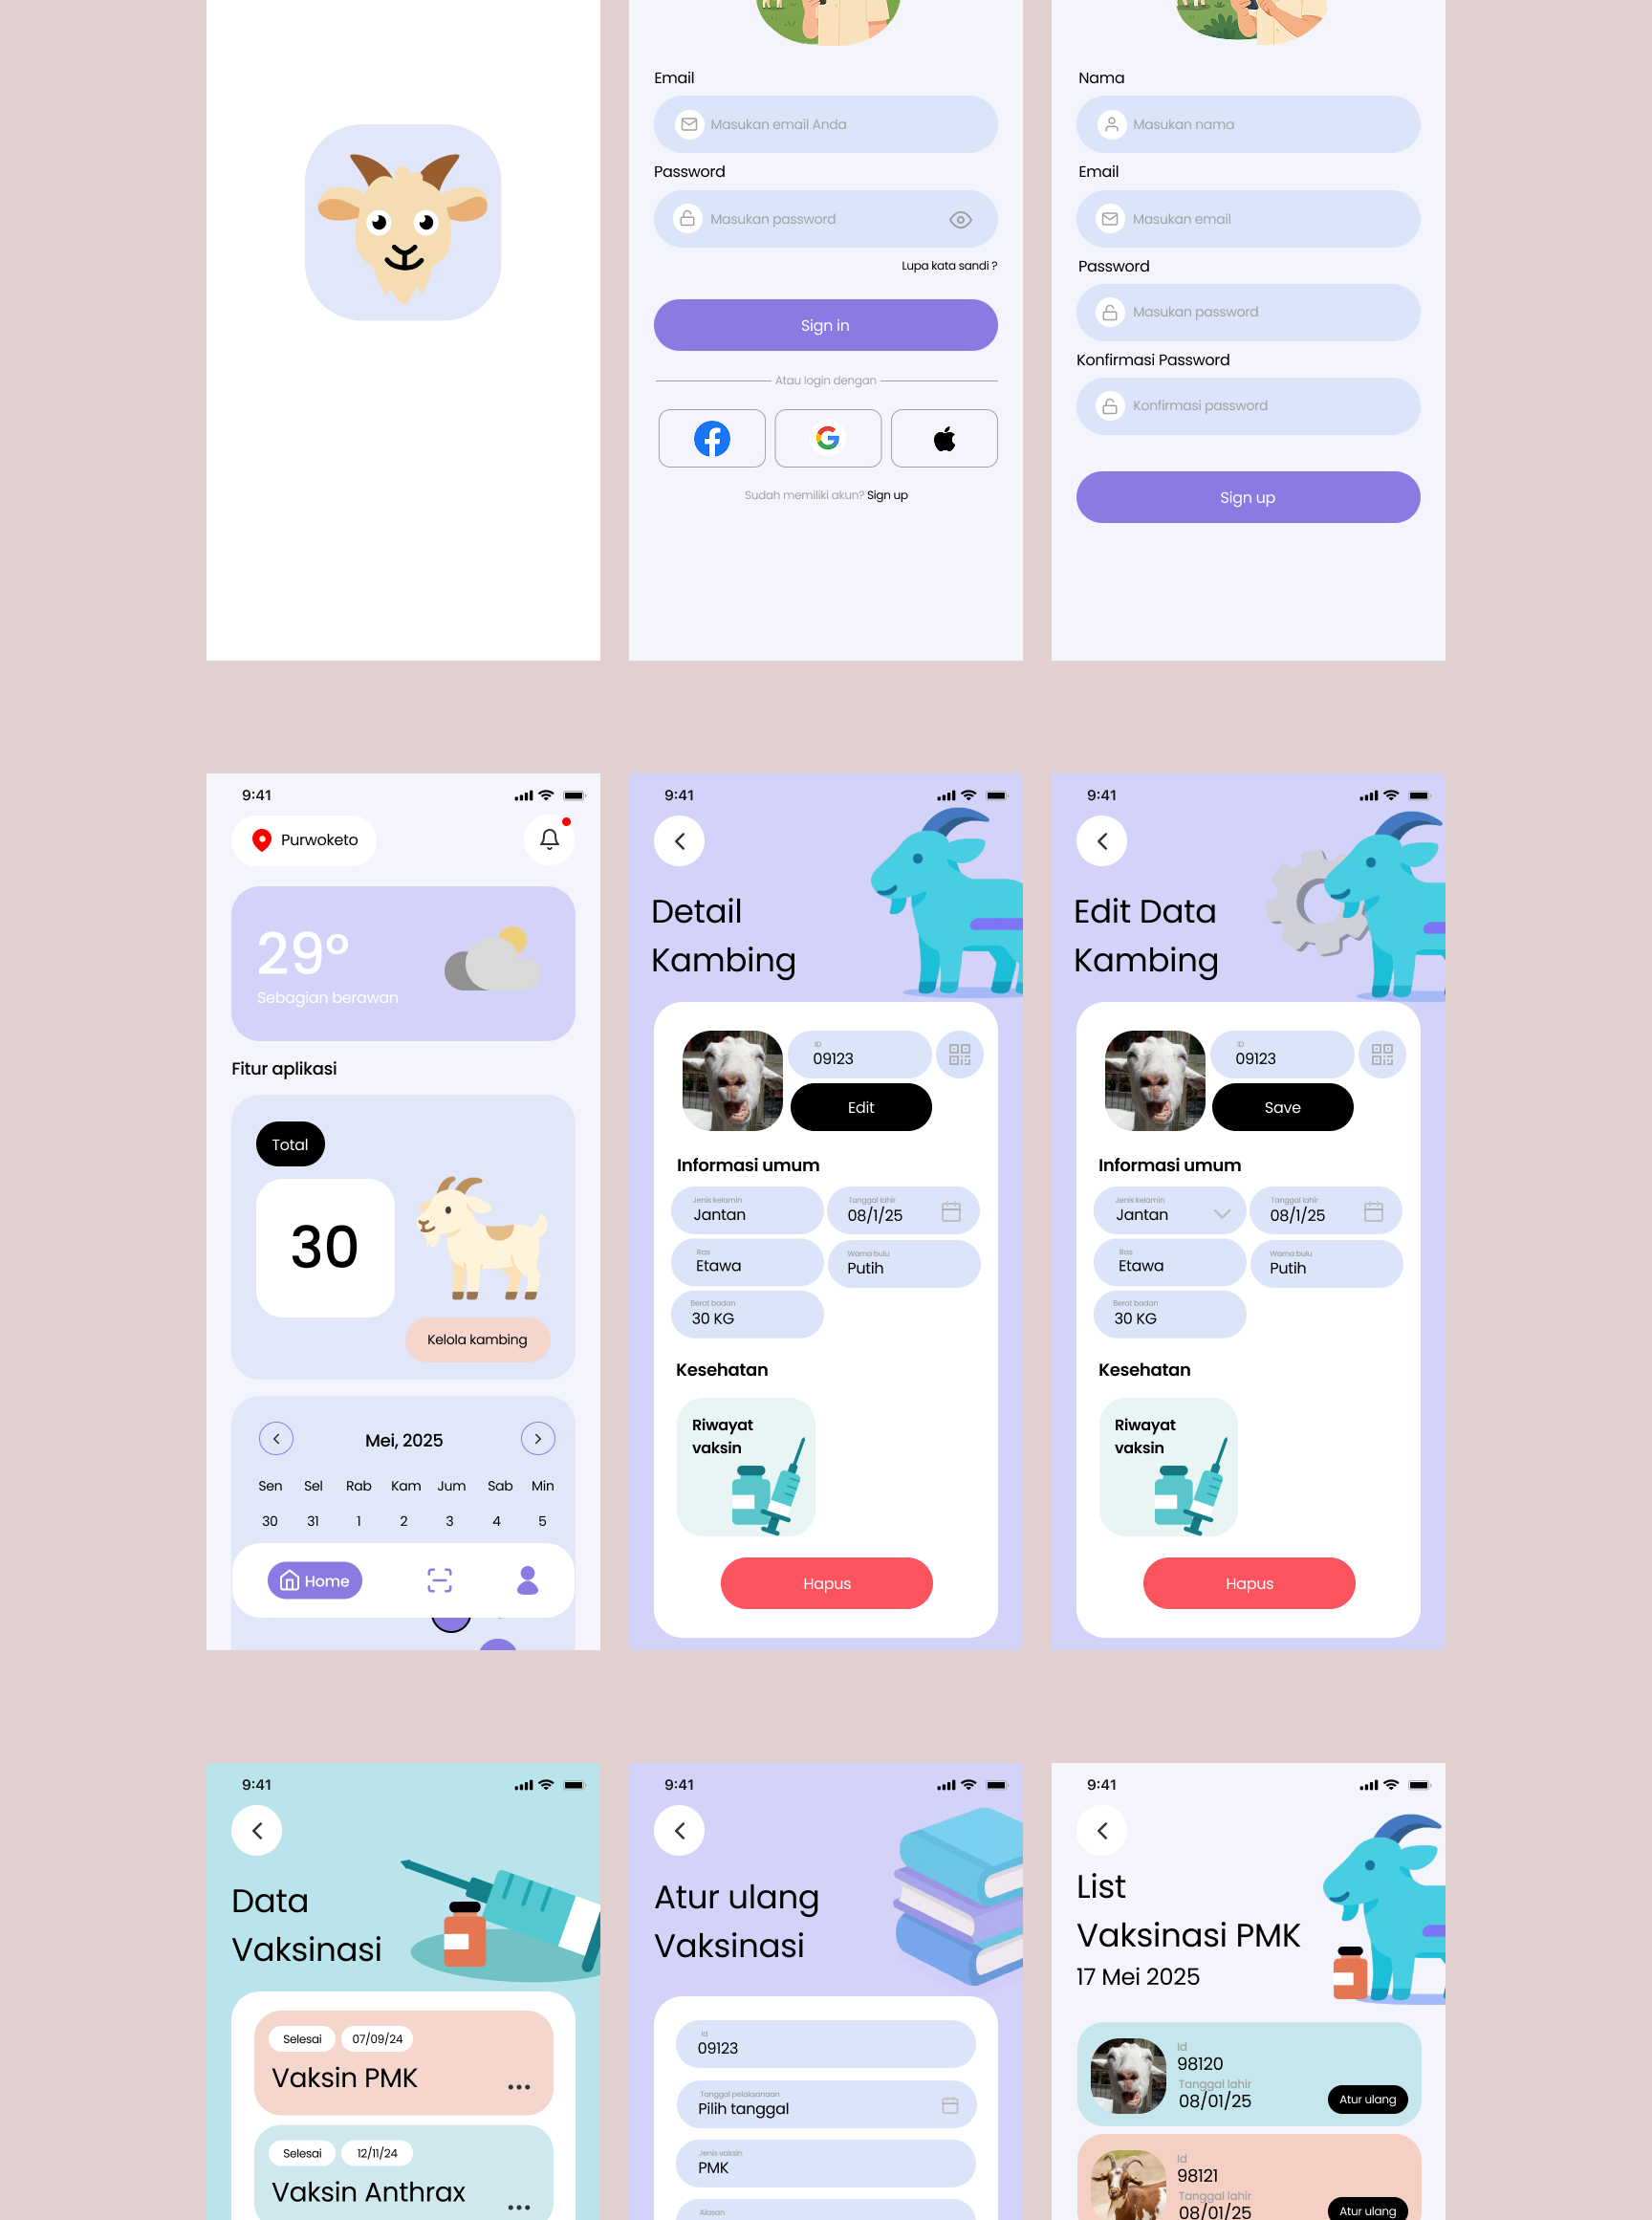 Email
Masukan email Anda
Password
Masukan password
Lupa kata sandi ?
Sign in
Atau login dengan
Sudah memiliki akun? Sign up
Nama
Masukan nama
Email
Masukan email
Password
Masukan password
Konfirmasi Password
Konfirmasi password
Sign up
9:41
Purwoketo
29°
Sebagian berawan
Fitur aplikasi
Total
30
Kelola kambing
Mei, 2025
Sen Sel Rab Kam Jum Sab Min
30 31 1 2 3 4 5
Home
9:41
Detail
Kambing
ID
09123
Edit
Informasi umum
Jenis kelamin
Jantan
Tanggal lahir
08/1/25
Ras
Etawa
Warna bulu
Putih
Berat badan
30 KG
Kesehatan
Riwayat
vaksin
Hapus
9:41
Edit Data
Kambing
ID
09123
Save
Informasi umum
Jenis kelamin
Jantan
Tanggal lahir
08/1/25
Ras
Etawa
Warna bulu
Putih
Berat badan
30 KG
Kesehatan
Riwayat
vaksin
Hapus
9:41
Data
Vaksinasi
Selesai 07/09/24
Vaksin PMK
Selesai 12/11/24
Vaksin Anthrax
9:41
Atur ulang
Vaksinasi
Id
09123
Tanggal pelaksanaan
Pilih tanggal
Jenis vaksin
PMK
Alasan
9:41
List
Vaksinasi PMK
17 Mei 2025
Id
98120
Tanggal lahir
08/01/25
Atur ulang
Id
98121
Tanggal lahir
08/01/25
Atur ulang